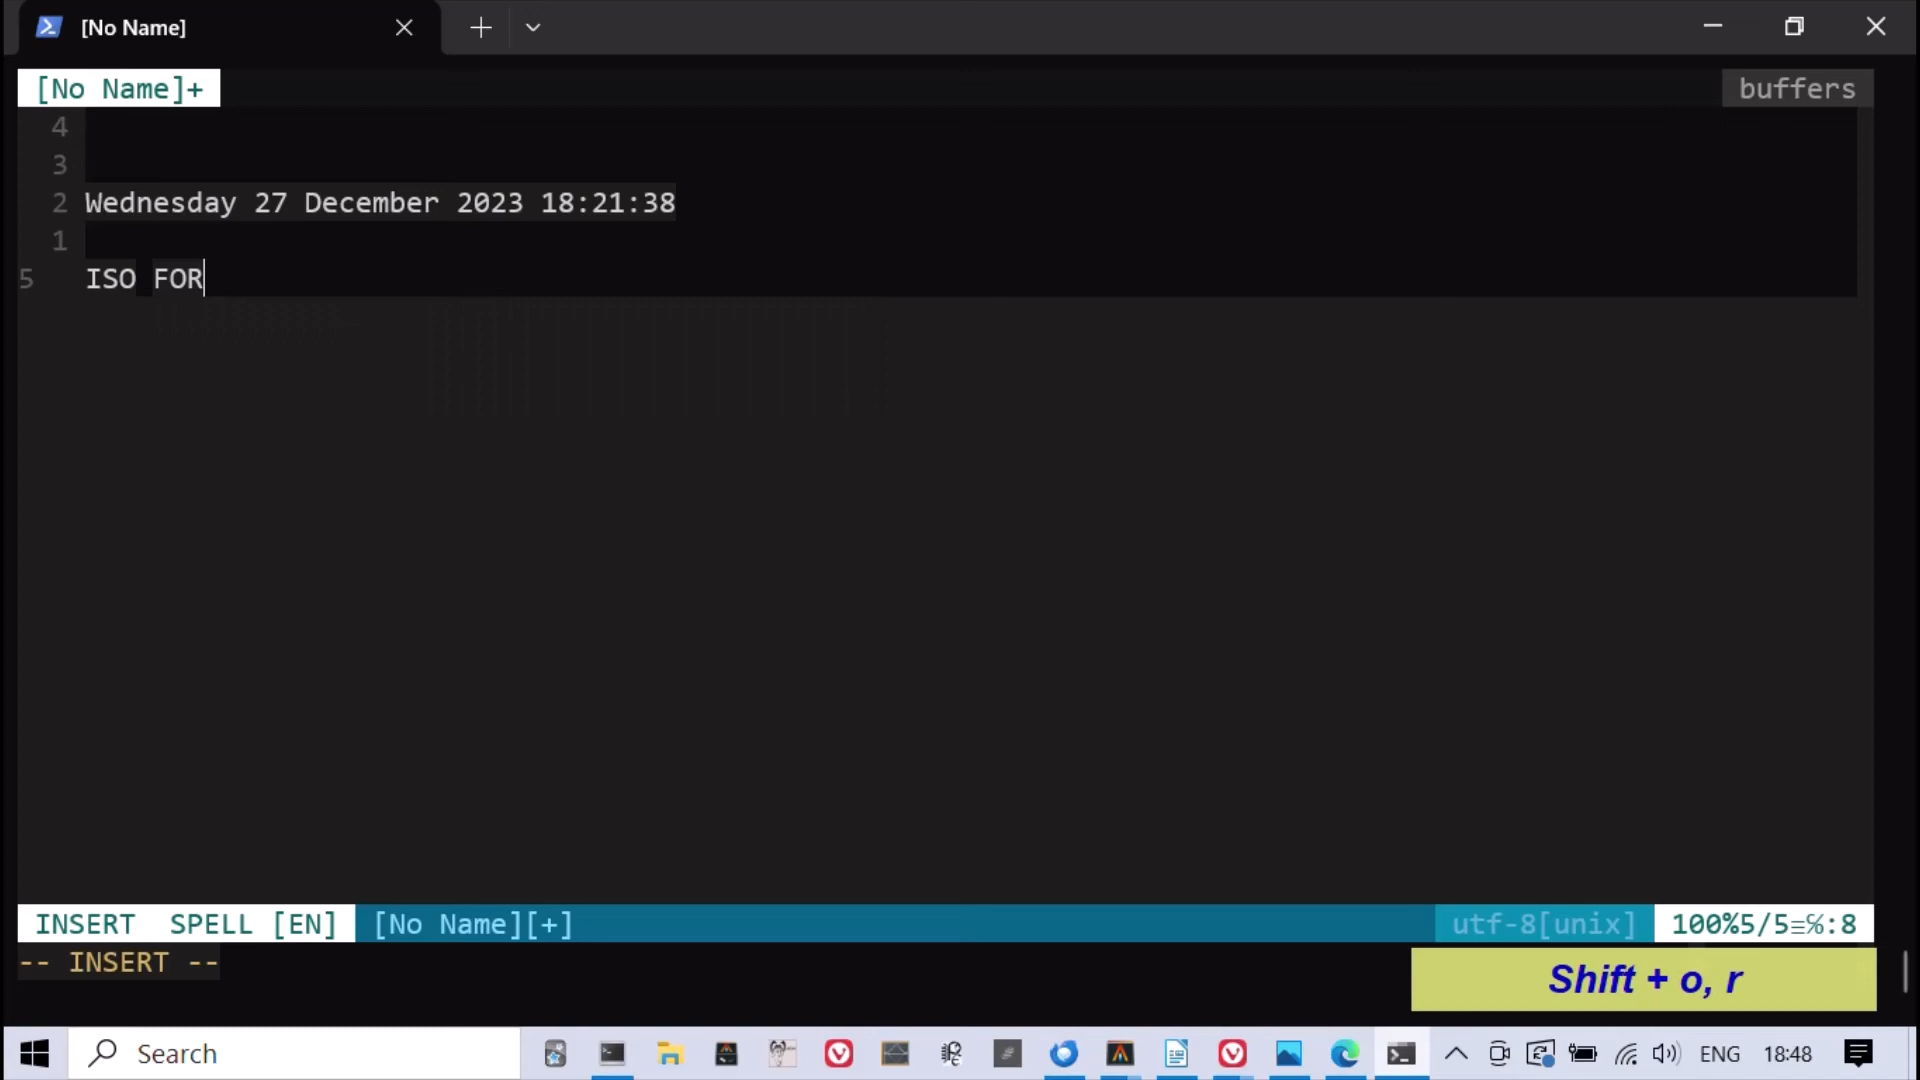 [No Name]
[No Name]+ buffers
4
3
2 Wednesday 27 December 2023 18:21:38
1
5 ISO FOR
INSERT SPELL [EN] [No Name][+] utf-8[unix] 100%5/5≡℅:8
-- INSERT --
Shift + o, r
Search ENG 18:48